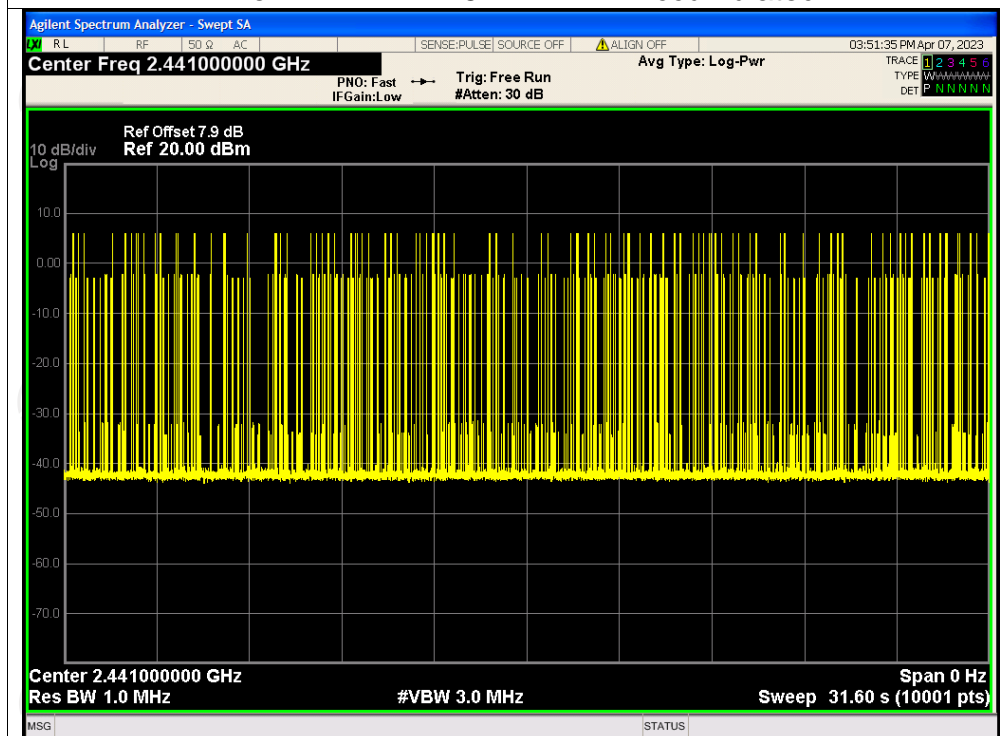 Agilent Spectrum Analyzer - Swept SA
LXI RL RF 50 Ω AC SENSE:PULSE SOURCE OFF ALIGN OFF 03:51:35 PM Apr 07, 2023
Center Freq 2.441000000 GHz
PNO: Fast
IFGain:Low
Trig: Free Run
#Atten: 30 dB
Avg Type: Log-Pwr
TRACE 1 2 3 4 5 6
TYPE W
DET P N N N N N
Ref Offset 7.9 dB
10 dB/div Ref 20.00 dBm
Log
10.0
0.00
-10.0
-20.0
-30.0
-40.0
-50.0
-60.0
-70.0
Center 2.441000000 GHz Span 0 Hz
Res BW 1.0 MHz #VBW 3.0 MHz Sweep 31.60 s (10001 pts)
MSG STATUS